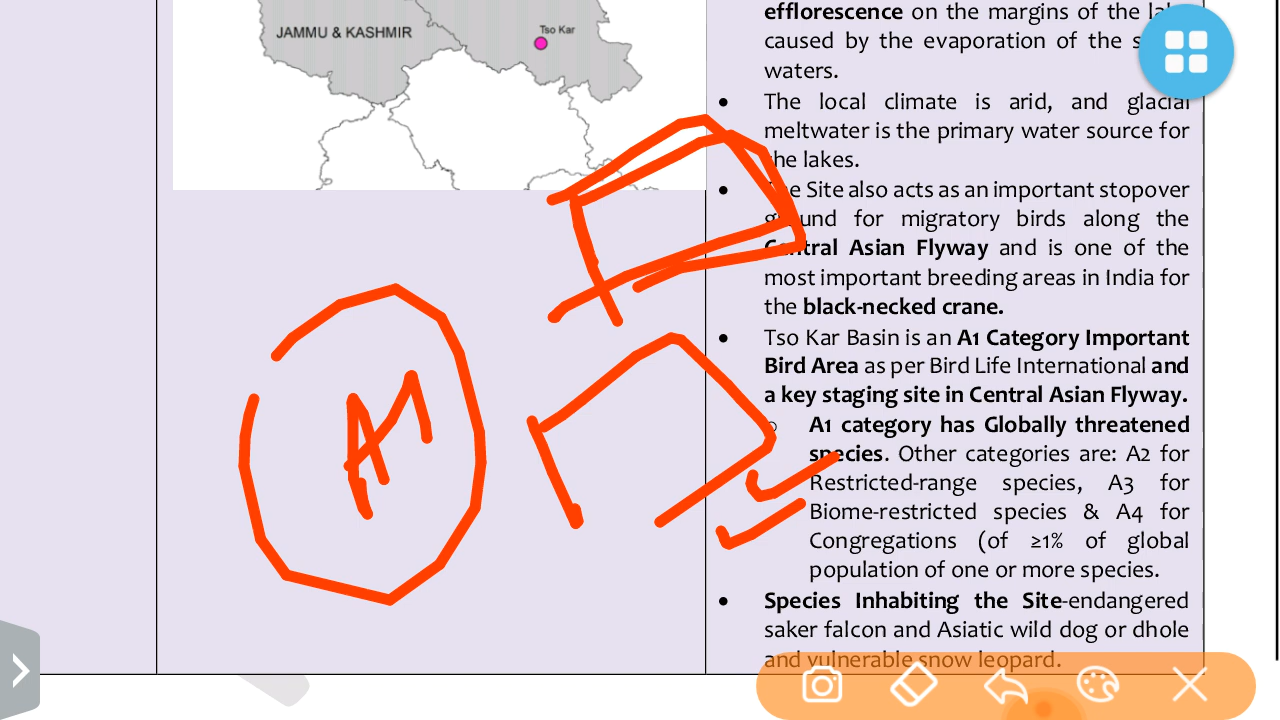 JAMMU & KASHMIR
Tso Kar
efflorescence on the margins of the
caused by the evaporation of the
waters.
• The local climate is arid, and glacial
meltwater is the primary water source for
the lakes.
• The Site also acts as an important stopover
ground for migratory birds along the
Central Asian Flyway and is one of the
most important breeding areas in India for
the black-necked crane.
• Tso Kar Basin is an A1 Category Important
Bird Area as per Bird Life International and
a key staging site in Central Asian Flyway.
o A1 category has Globally threatened
species. Other categories are: A2 for
Restricted-range species, A3 for
Biome-restricted species & A4 for
Congregations (of ≥1% of global
population of one or more species.
• Species Inhabiting the Site-endangered
saker falcon and Asiatic wild dog or dhole
and vulnerable snow leopard.